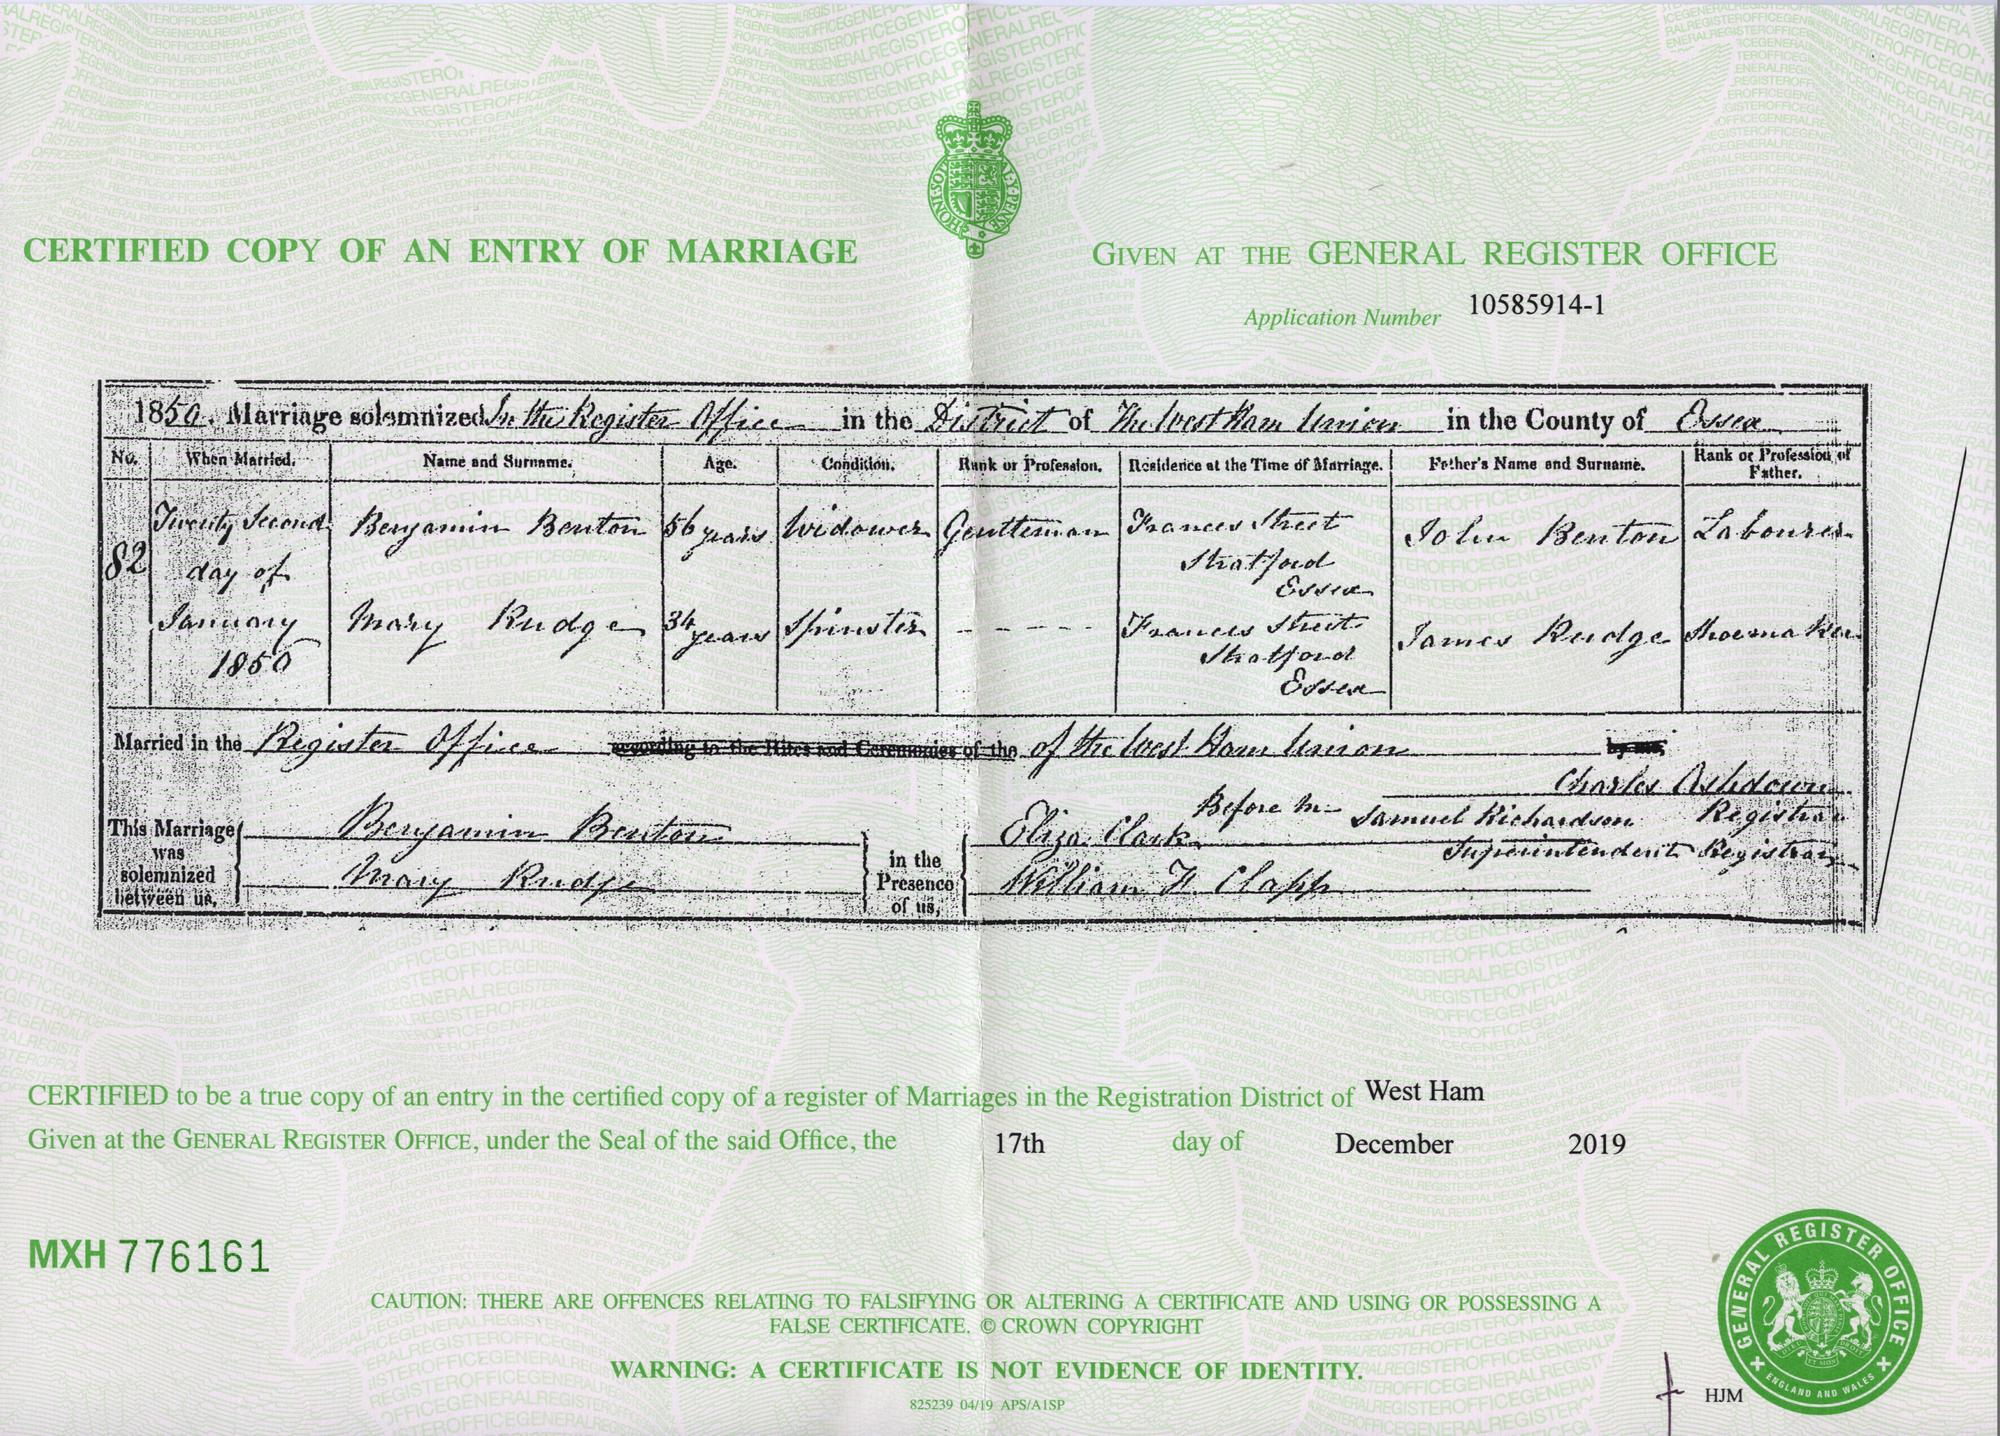 CERTIFIED COPY OF AN ENTRY OF MARRIAGE
GIVEN AT THE GENERAL REGISTER OFFICE
Application Number 10585914-1
1850. Marriage solemnized In the Register Office in the District of The West Ham Union in the County of Essex
No. When Married. Name and Surname. Age. Condition. Rank or Profession. Residence at the Time of Marriage. Father's Name and Surname. Rank or Profession of Father.
82 Twenty Second day of January 1850
Benjamin Benton 56 years Widower Gentleman Frances Street Stratford Essex John Benton Labourer
Mary Rudge 34 years Spinster - - - - - Frances Street Stratford Essex James Rudge Shoemaker
Married in the Register Office according to the Rites and Ceremonies of the of the West Ham Union by me,
Charles Ashdown Registrar
Before me Samuel Richardson Superintendent Registrar
This Marriage was solemnized between us,
Benjamin Benton
Mary Rudge
in the Presence of us,
Eliza Clark
William H. Clapp
CERTIFIED to be a true copy of an entry in the certified copy of a register of Marriages in the Registration District of West Ham
Given at the GENERAL REGISTER OFFICE, under the Seal of the said Office, the 17th day of December 2019
MXH 776161
CAUTION: THERE ARE OFFENCES RELATING TO FALSIFYING OR ALTERING A CERTIFICATE AND USING OR POSSESSING A
FALSE CERTIFICATE. © CROWN COPYRIGHT
WARNING: A CERTIFICATE IS NOT EVIDENCE OF IDENTITY.
825239 04/19 APS/A1SP
HJM
GENERAL REGISTER OFFICE
ENGLAND AND WALES